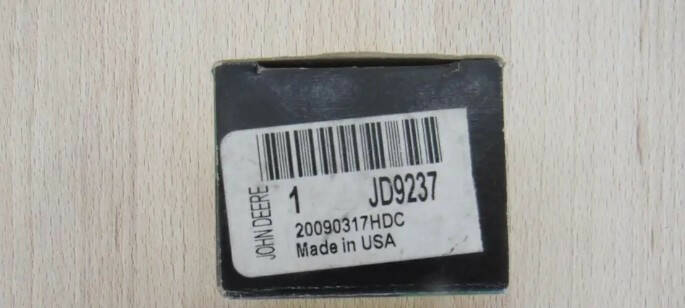 JOHN DEERE
1 JD9237
20090317HDC
Made in USA